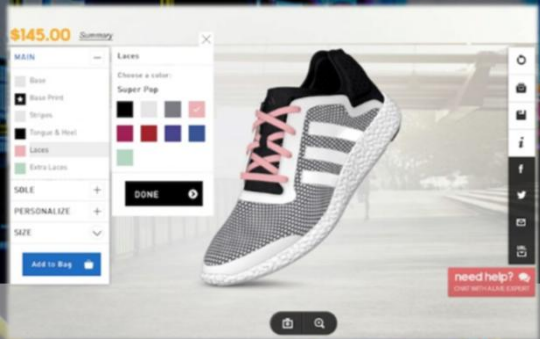 $145.00 Summary
MAIN
Base
Base Print
Stripes
Tongue & Heel
Laces
Extra Laces
SOLE
PERSONALIZE
SIZE
Add to Bag
Laces
Choose a color:
Super Pop
DONE
need help?
CHAT WITH A LIVE EXPERT